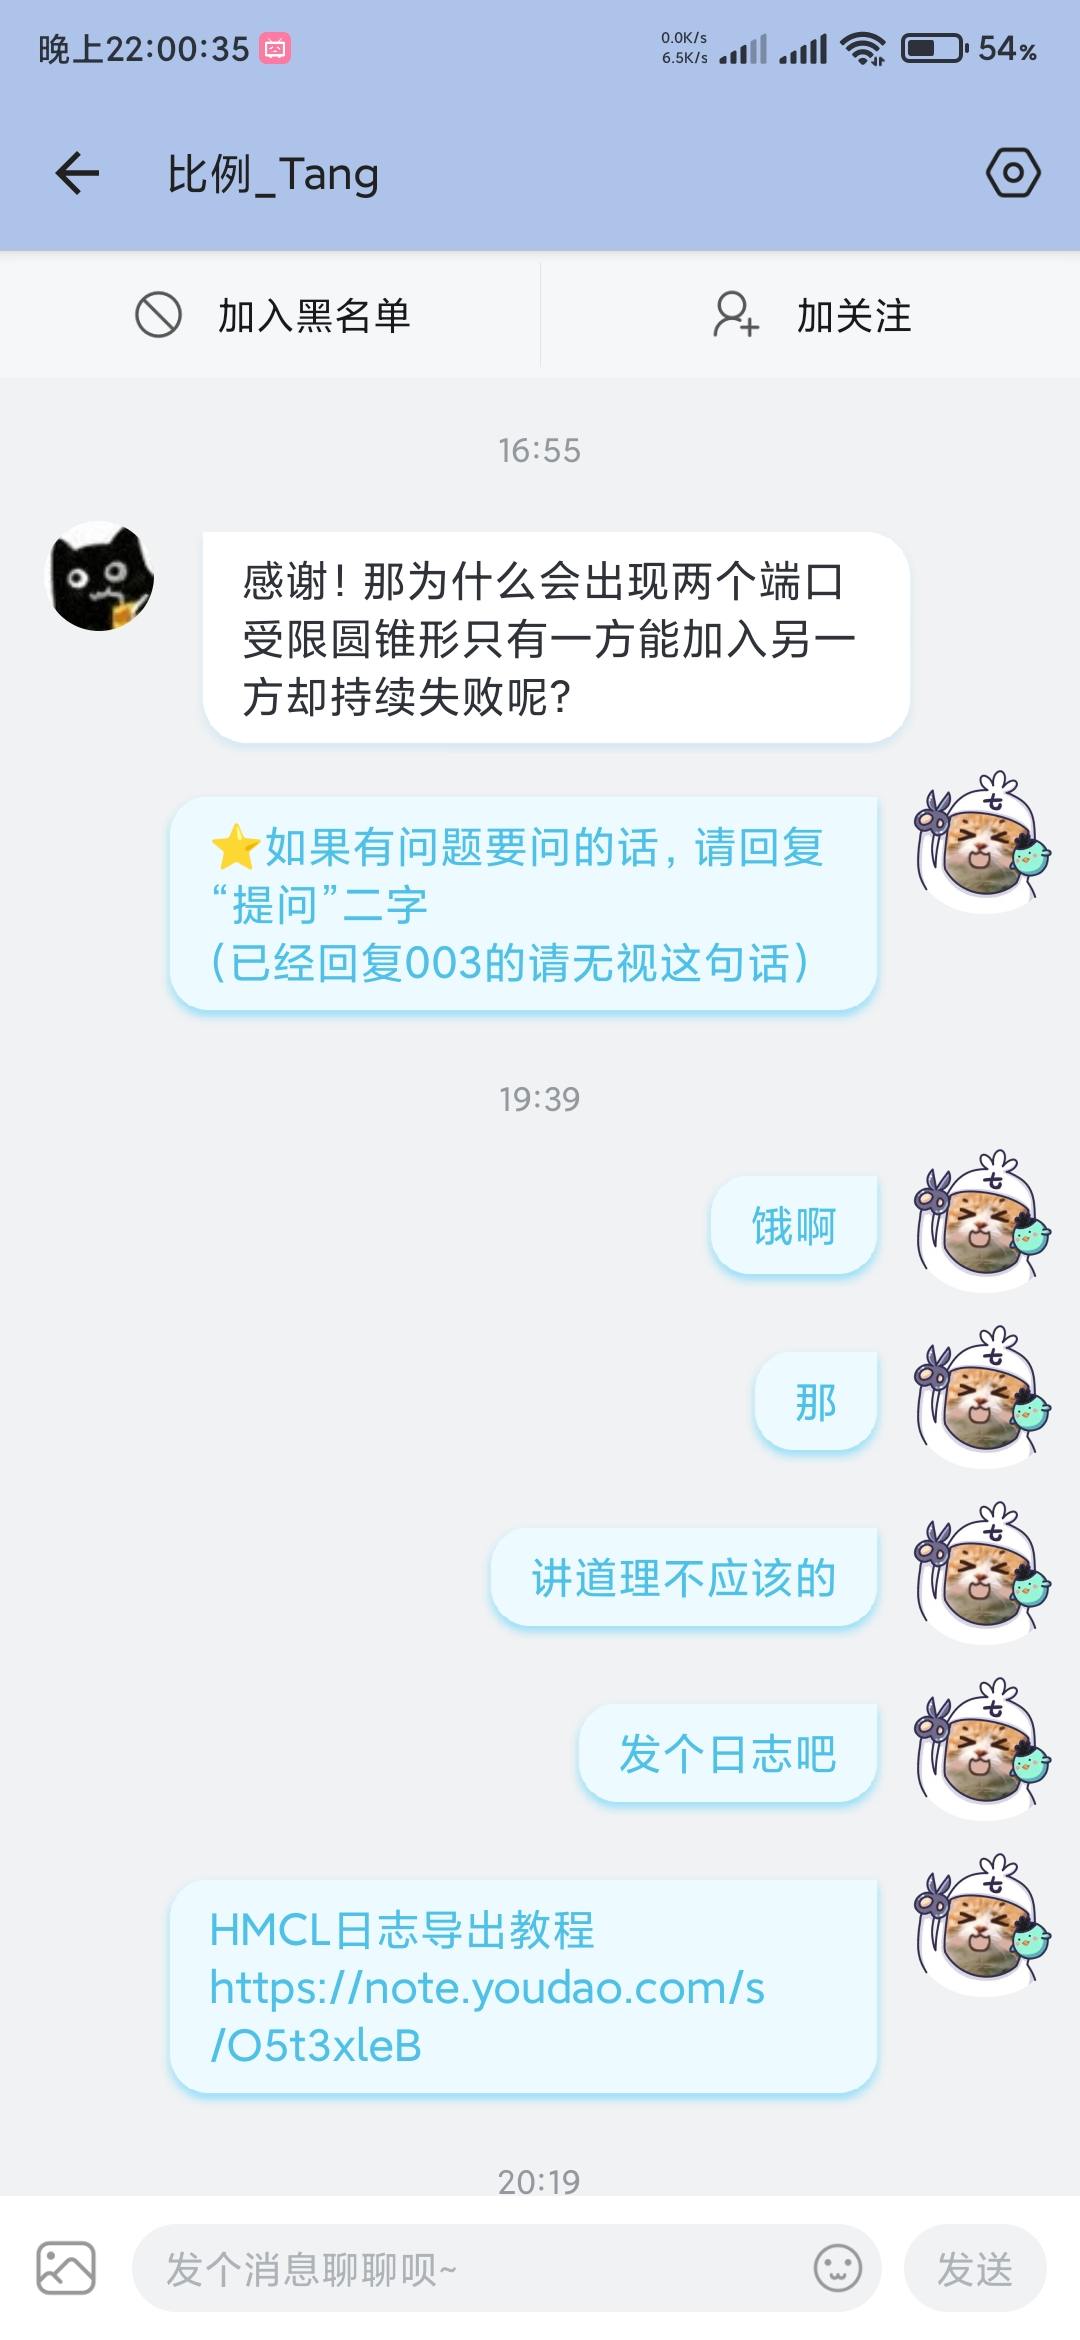 晚上22:00:35
0.0K/s
6.5K/s
54%
比例_Tang
加入黑名单
加关注
16:55
感谢！那为什么会出现两个端口
受限圆锥形只有一方能加入另一
方却持续失败呢？
⭐如果有问题要问的话，请回复
“提问”二字
（已经回复003的请无视这句话）
19:39
饿啊
那
讲道理不应该的
发个日志吧
HMCL日志导出教程
https://note.youdao.com/s
/O5t3xleB
20:19
发个消息聊聊呗~
发送